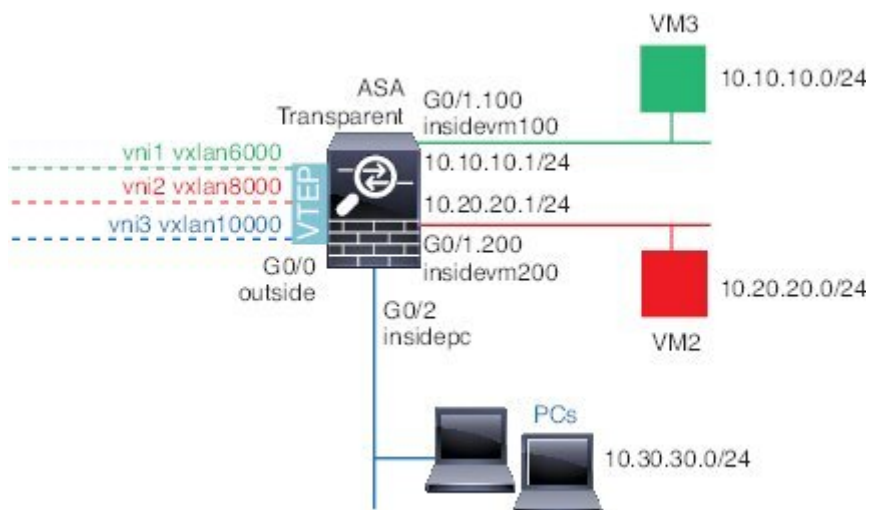 VM3
10.10.10.0/24
ASA
Transparent
G0/1.100
insidevm100
vni1 vxlan6000
vni2 vxlan8000
vni3 vxlan10000
VTEP
10.10.10.1/24
10.20.20.1/24
G0/1.200
insidevm200
G0/0
outside
10.20.20.0/24
VM2
G0/2
insidepc
PCs
10.30.30.0/24